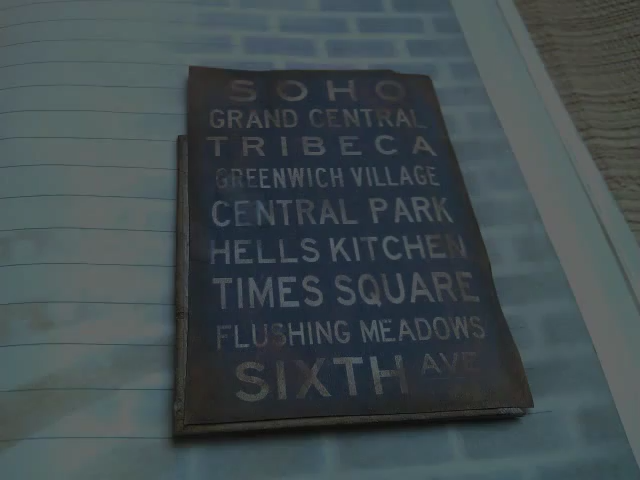 SOHO
GRAND CENTRAL
TRIBECA
GREENWICH VILLAGE
CENTRAL PARK
HELLS KITCHEN
TIMES SQUARE
FLUSHING MEADOWS
SIXTH AVE